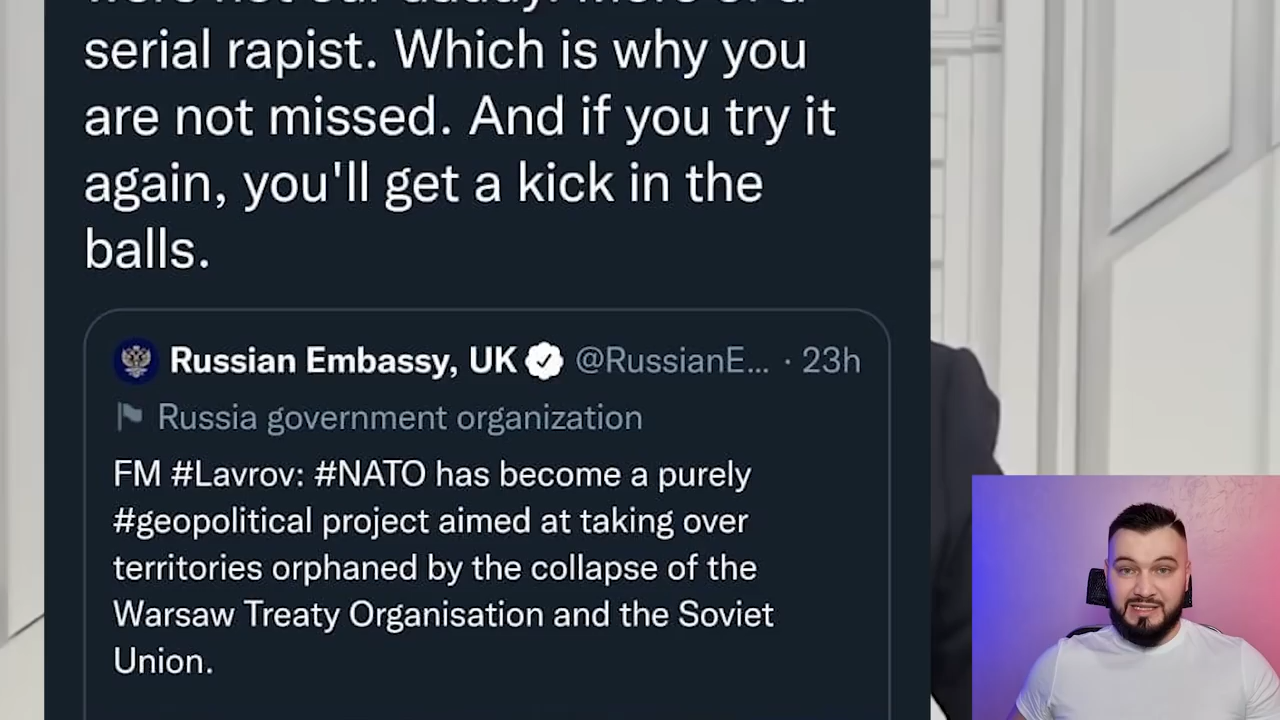 serial rapist. Which is why you
are not missed. And if you try it
again, you'll get a kick in the
balls.
Russian Embassy, UK @RussianE... · 23h
Russia government organization
FM #Lavrov: #NATO has become a purely
#geopolitical project aimed at taking over
territories orphaned by the collapse of the
Warsaw Treaty Organisation and the Soviet
Union.